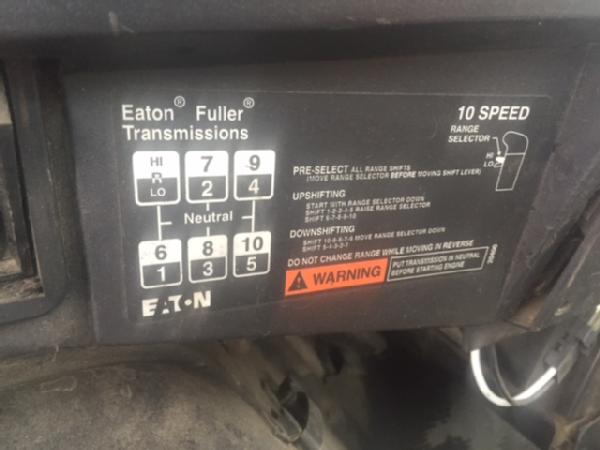 Eaton® Fuller®
Transmissions
10 SPEED
RANGE
SELECTOR
HI
LO
HI 7 9
R
LO 2 4
Neutral
6 8 10
1 3 5
EATON
PRE-SELECT ALL RANGE SHIFTS
(MOVE RANGE SELECTOR BEFORE MOVING SHIFT LEVER)
UPSHIFTING
START WITH RANGE SELECTOR DOWN
SHIFT 1-2-3-4-5 RAISE RANGE SELECTOR
SHIFT 6-7-8-9-10
DOWNSHIFTING
SHIFT 10-9-8-7-6 MOVE RANGE SELECTOR DOWN
SHIFT 5-4-3-2-1
DO NOT CHANGE RANGE WHILE MOVING IN REVERSE
WARNING
PUT TRANSMISSION IN NEUTRAL
BEFORE STARTING ENGINE